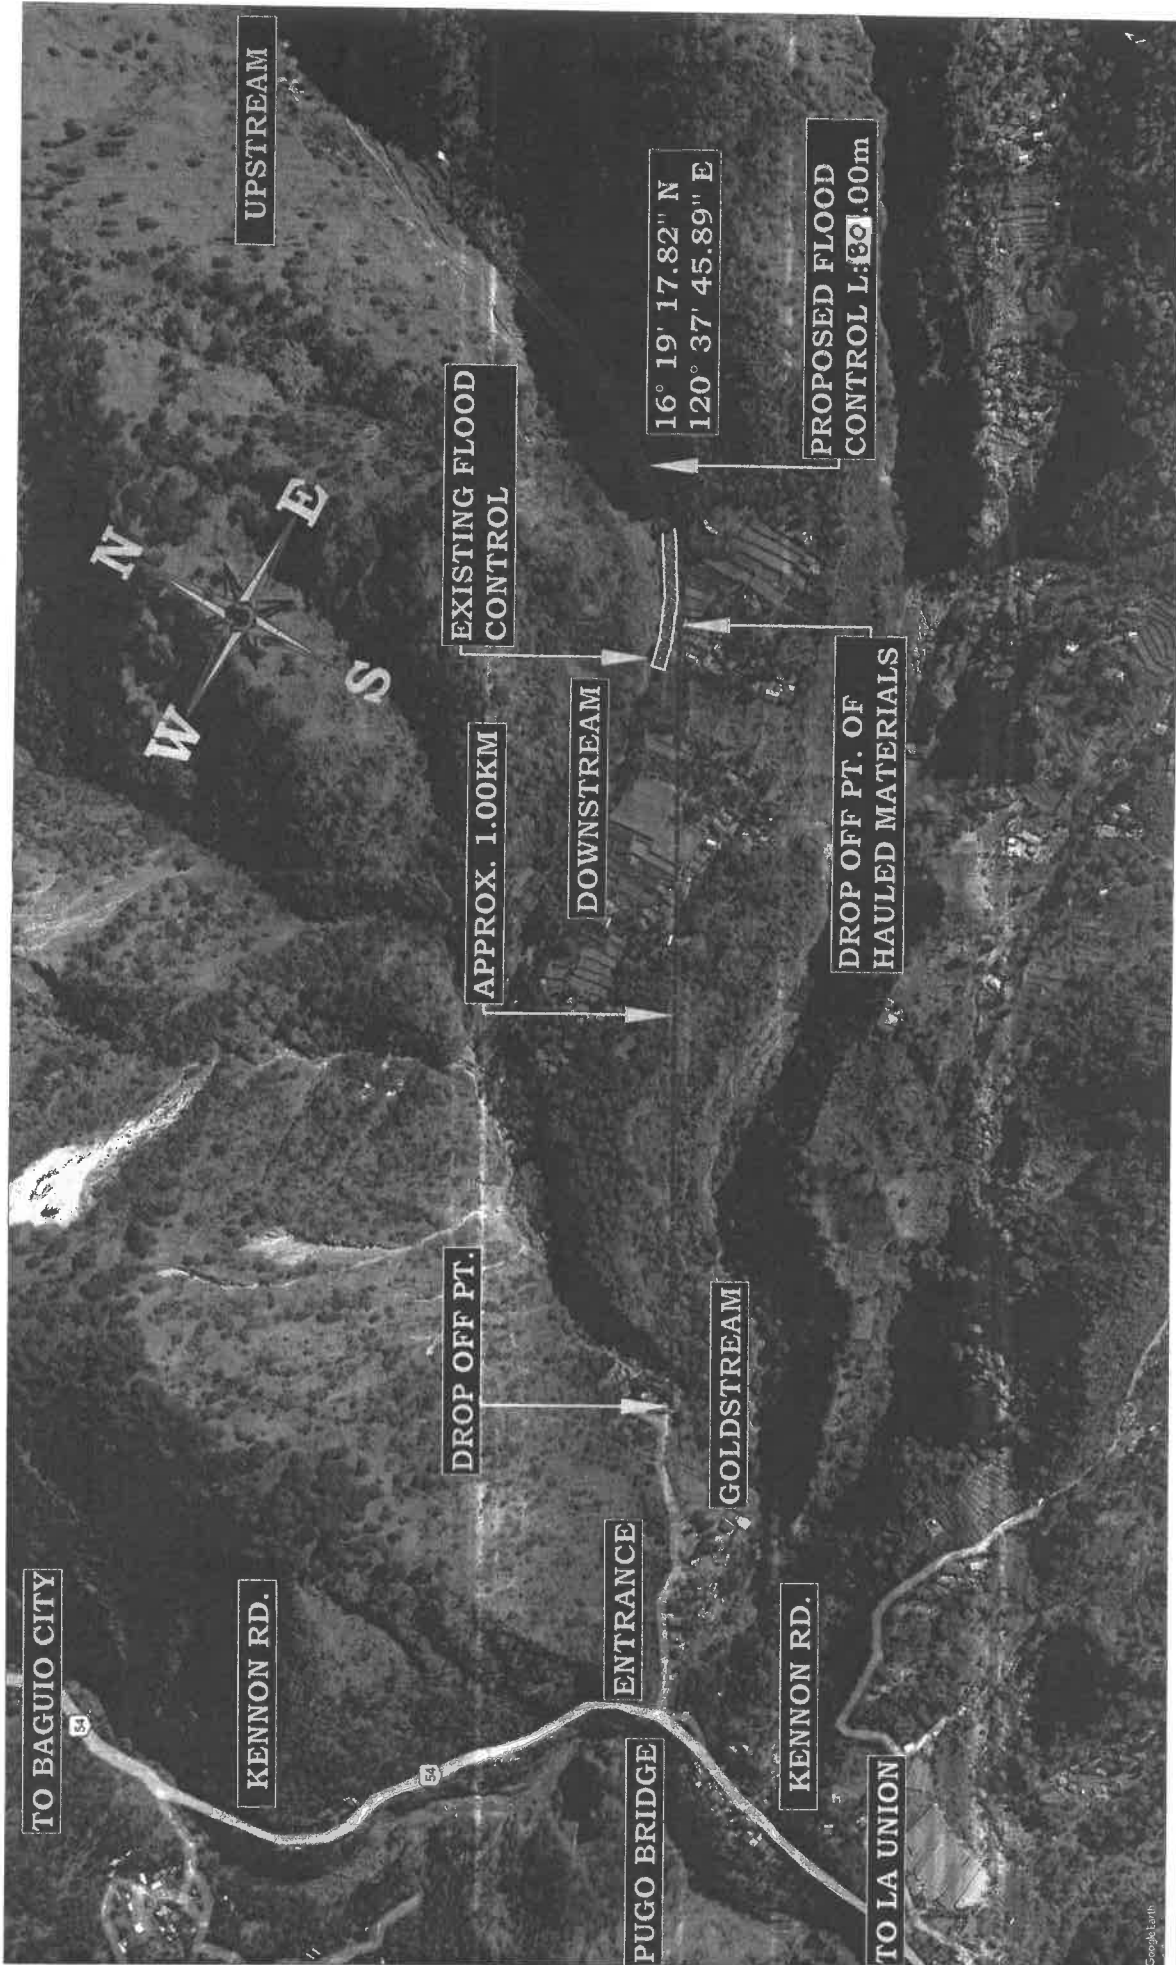 TO BAGUIO CITY
54
KENNON RD.
54
ENTRANCE
PUGO BRIDGE
KENNON RD.
TO LA UNION
GOLDSTREAM
DROP OFF PT.
APPROX. 1.00KM
DOWNSTREAM
EXISTING FLOOD
CONTROL
N
E
S
W
UPSTREAM
16° 19' 17.82" N
120° 37' 45.89" E
PROPOSED FLOOD
CONTROL L:80.00m
DROP OFF PT. OF
HAULED MATERIALS
Google Earth